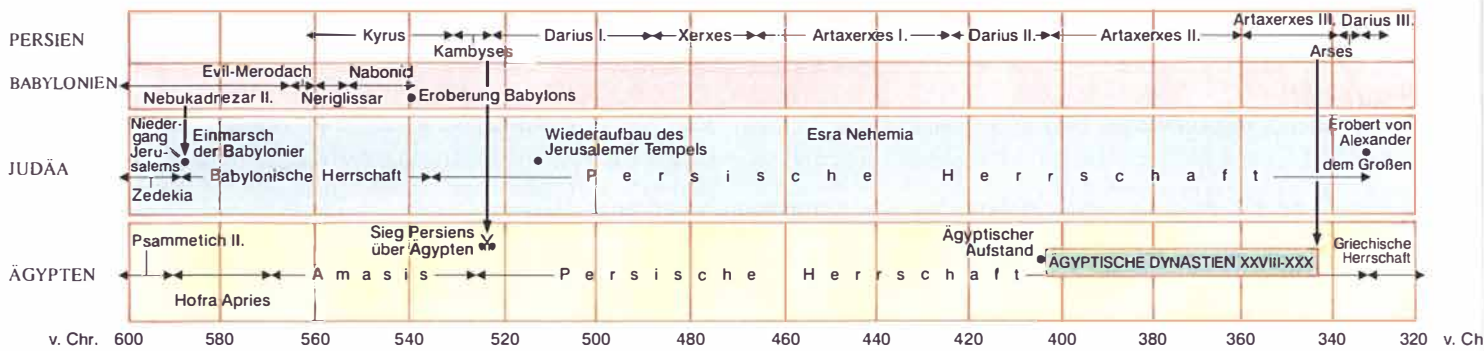 Artaxerxes III. Darius III.
PERSIEN Kyrus Darius I. Xerxes Artaxerxes I. Darius II. Artaxerxes II.
Kambyses Arses
Evil-Merodach Nabonid
BABYLONIEN
Nebukadnezar II. Neriglissar Eroberung Babylons
Nieder-
gang
Jeru-
salems
Einmarsch
der Babylonier
Wiederaufbau des
Jerusalemer Tempels
Esra Nehemia
Erobert von
Alexander
dem Großen
JUDÄA
Babylonische Herrschaft Persische Herrschaft
Zedekia
Psammetich II.
Sieg Persiens
über Ägypten
Ägyptischer
Aufstand
Griechische
Herrschaft
ÄGYPTEN Amasis Persische Herrschaft ÄGYPTISCHE DYNASTIEN XXVIII-XXX
Hofra Apries
v. Chr. 600 580 560 540 520 500 480 460 440 420 400 380 360 340 320 v. Ch